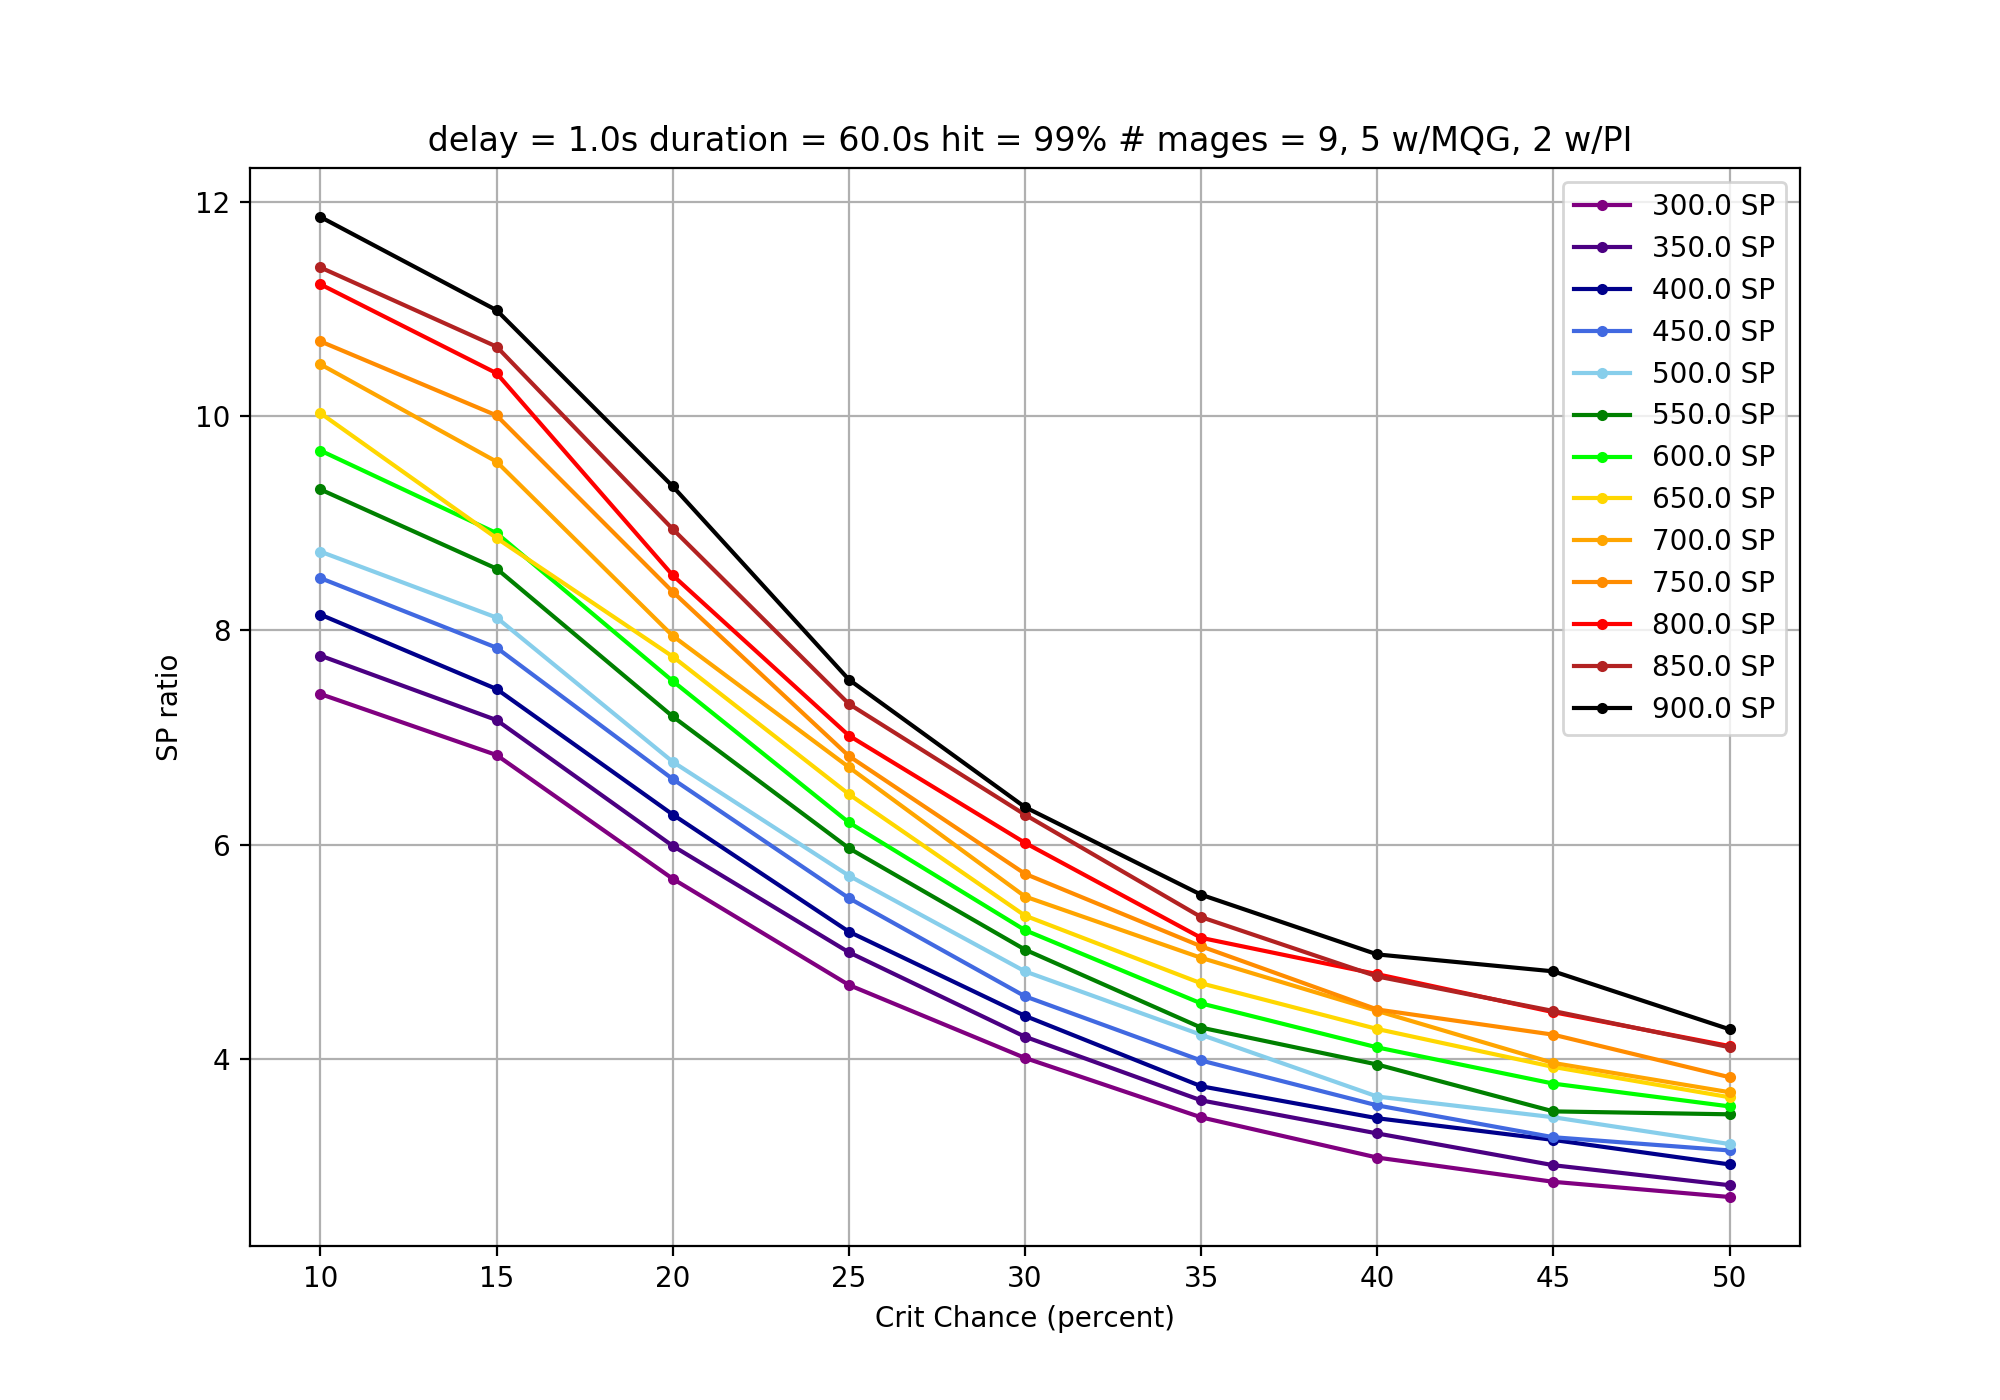 delay = 1.0s duration = 60.0s hit = 99% # mages = 9, 5 w/MQG, 2 w/PI
12
10
8
6
4
SP ratio
300.0 SP
350.0 SP
400.0 SP
450.0 SP
500.0 SP
550.0 SP
600.0 SP
650.0 SP
700.0 SP
750.0 SP
800.0 SP
850.0 SP
900.0 SP
10 15 20 25 30 35 40 45 50
Crit Chance (percent)